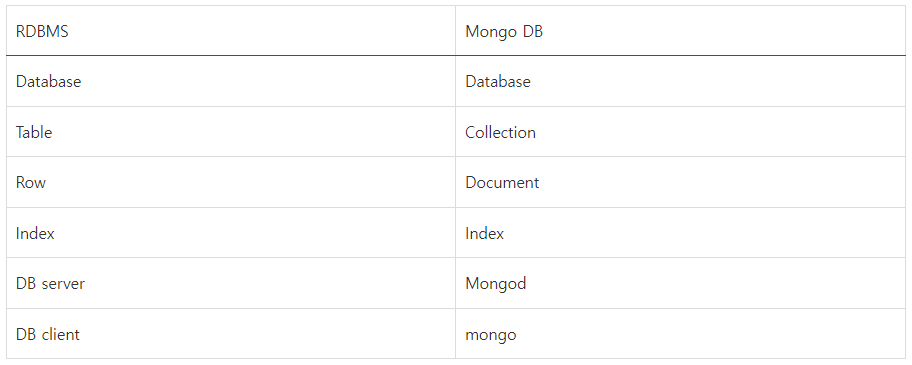 RDBMS Mongo DB
Database Database
Table Collection
Row Document
Index Index
DB server Mongod
DB client mongo